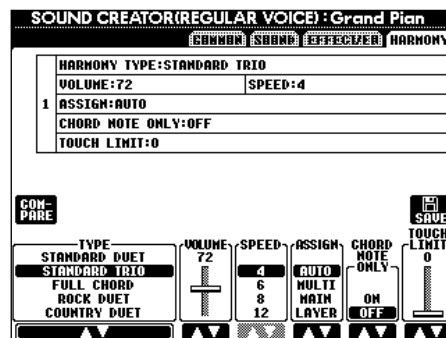 SOUND CREATOR(REGULAR VOICE) : Grand Pian
COMMON SOUND EFFECT/EQ HARMONY
HARMONY TYPE:STANDARD TRIO
VOLUME:72 SPEED:4
1 ASSIGN:AUTO
CHORD NOTE ONLY:OFF
TOUCH LIMIT:0
COM-
PARE
SAVE
TYPE VOLUME SPEED ASSIGN CHORD NOTE ONLY TOUCH LIMIT
STANDARD DUET 72 0
STANDARD TRIO 4 AUTO
FULL CHORD 6 MULTI
ROCK DUET 8 MAIN ON
COUNTRY DUET 12 LAYER OFF